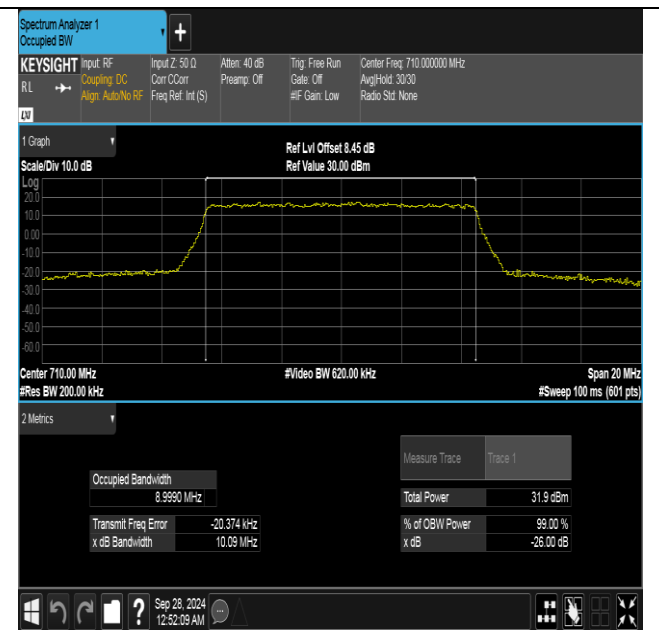 Spectrum Analyzer 1
Occupied BW
+
KEYSIGHT
RL
LXI
Input: RF
Coupling: DC
Align: Auto/No RF
Input Z: 50 Ω
Corr CCorr
Freq Ref: Int (S)
Atten: 40 dB
Preamp: Off
Trig: Free Run
Gate: Off
#IF Gain: Low
Center Freq: 710.000000 MHz
Avg|Hold: 30/30
Radio Std: None
1 Graph
Scale/Div 10.0 dB
Ref Lvl Offset 8.45 dB
Ref Value 30.00 dBm
Log
20.0
10.0
0.00
-10.0
-20.0
-30.0
-40.0
-50.0
-60.0
Center 710.00 MHz
#Video BW 620.00 kHz
Span 20 MHz
#Res BW 200.00 kHz
#Sweep 100 ms (601 pts)
2 Metrics
Measure Trace
Trace 1
Occupied Bandwidth
8.9990 MHz
Total Power
31.9 dBm
Transmit Freq Error
-20.374 kHz
% of OBW Power
99.00 %
x dB Bandwidth
10.09 MHz
x dB
-26.00 dB
?
Sep 28, 2024
12:52:09 AM